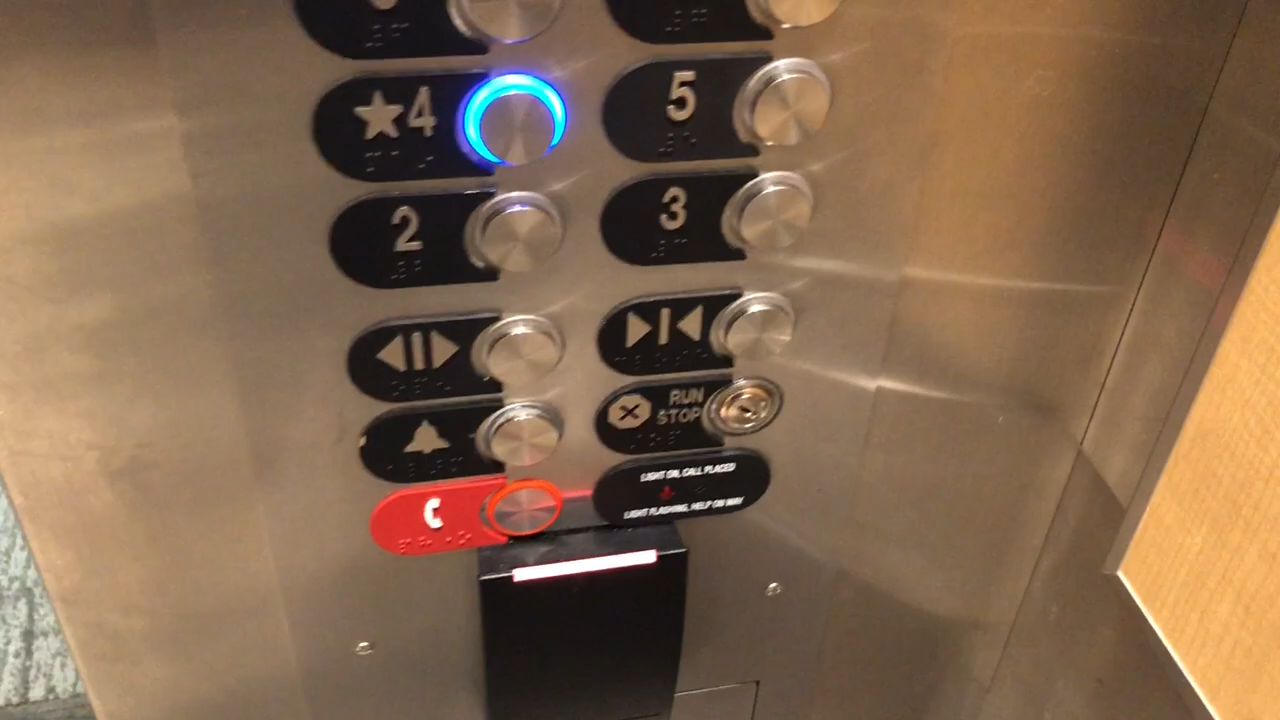 ★4
5
2
3
RUN
STOP
LIGHT ON, CALL PLACED
LIGHT FLASHING, HELP ON WAY